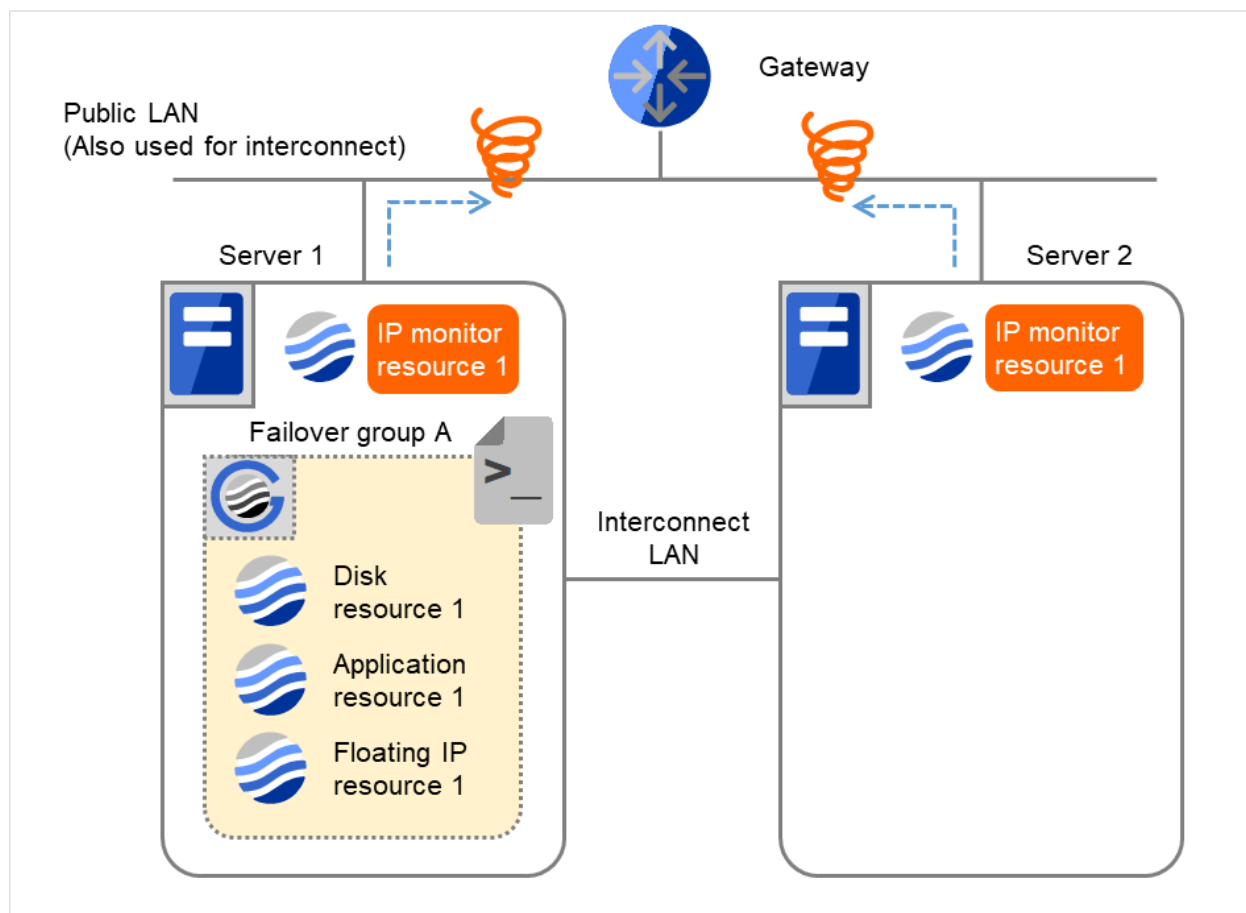 Gateway
Public LAN
(Also used for interconnect)
Server 1
Server 2
IP monitor
resource 1
IP monitor
resource 1
Failover group A
>_
Interconnect
LAN
Disk
resource 1
Application
resource 1
Floating IP
resource 1